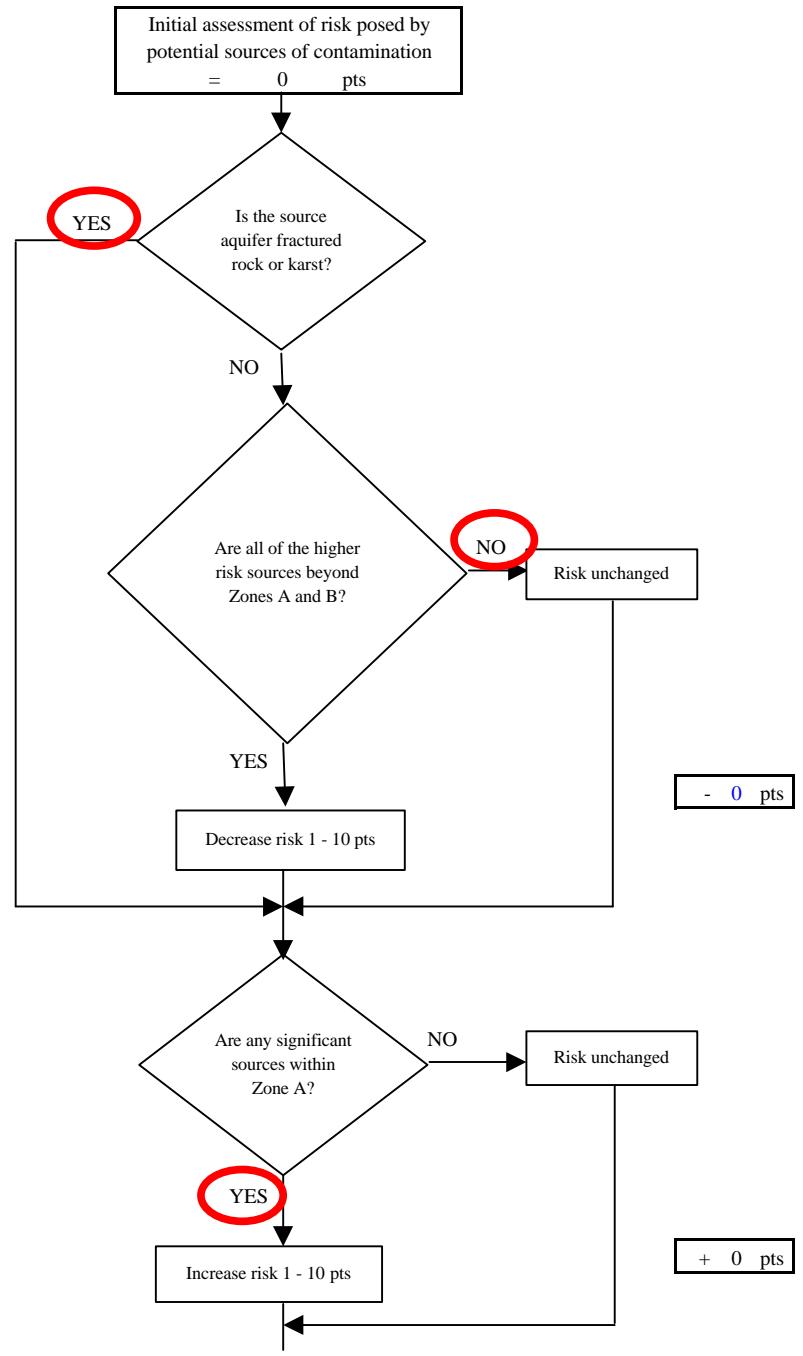 Initial assessment of risk posed by
potential sources of contamination
= 0 pts
YES
Is the source
aquifer fractured
rock or karst?
NO
Are all of the higher
risk sources beyond
Zones A and B?
NO
Risk unchanged
YES
- 0 pts
Decrease risk 1 - 10 pts
Are any significant
sources within
Zone A?
NO
Risk unchanged
YES
+ 0 pts
Increase risk 1 - 10 pts